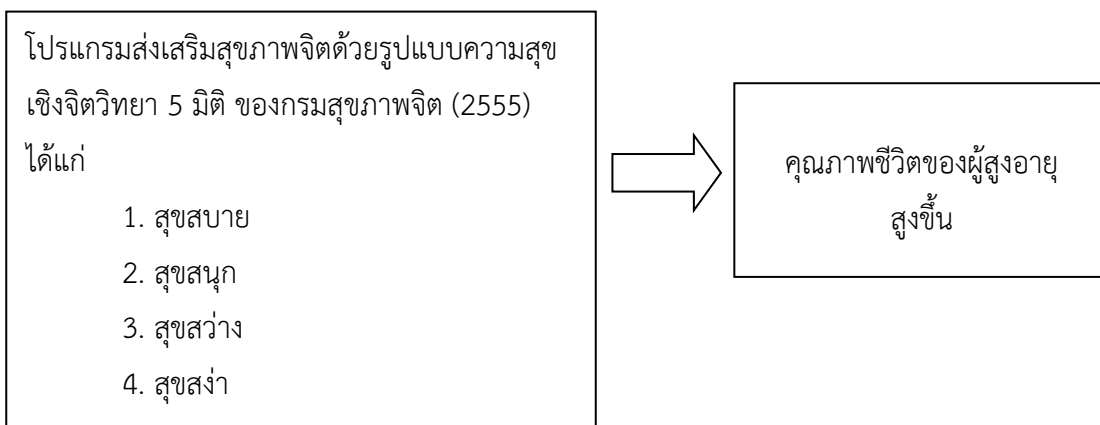 โปรแกรมส่งเสริมสุขภาพจิตด้วยรูปแบบความสุข
เชิงจิตวิทยา 5 มิติ ของกรมสุขภาพจิต (2555)
ได้แก่
1. สุขสบาย
2. สุขสนุก
3. สุขสว่าง
4. สุขสง่า
คุณภาพชีวิตของผู้สูงอายุ
สูงขึ้น